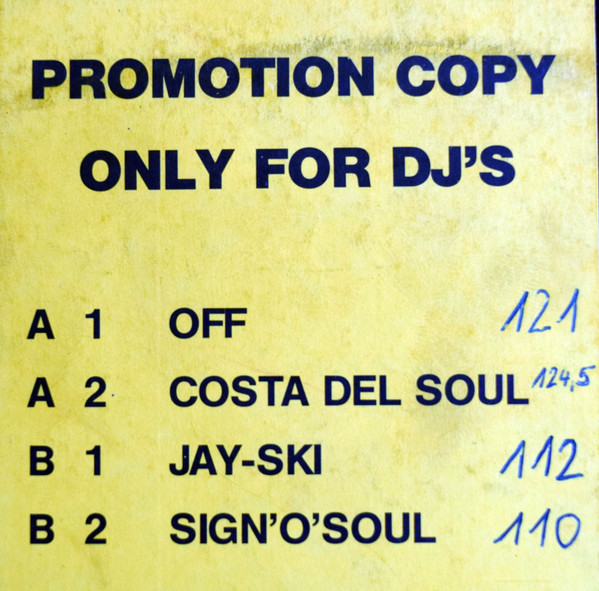 PROMOTION COPY
ONLY FOR DJ'S
A 1 OFF 121
A 2 COSTA DEL SOUL 124,5
B 1 JAY-SKI 112
B 2 SIGN'O'SOUL 110